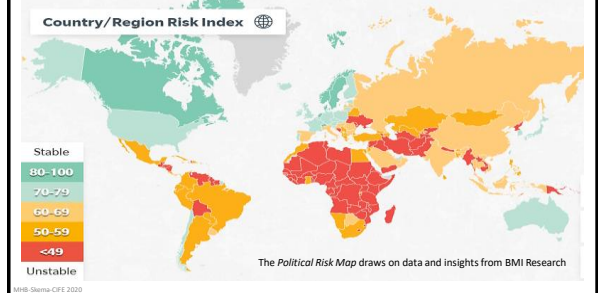 Country/Region Risk Index
Stable
80-100
70-79
60-69
50-59
<49
Unstable
The Political Risk Map draws on data and insights from BMI Research
MHB-Skema-CIFE 2020